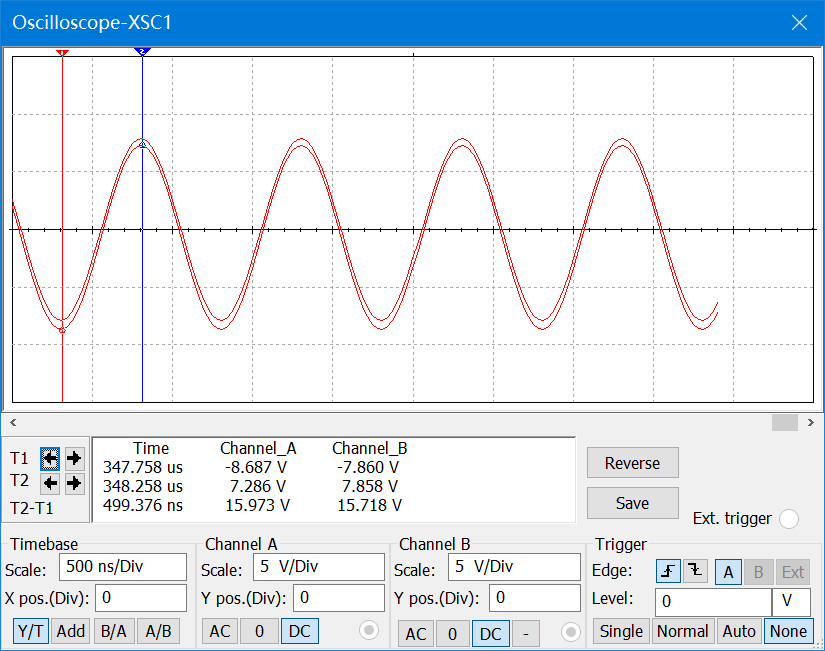 Oscilloscope-XSC1
1 2
Time Channel_A Channel_B
T1 347.758 us -8.687 V -7.860 V
T2 348.258 us 7.286 V 7.858 V
T2-T1 499.376 ns 15.973 V 15.718 V
Reverse
Save
Ext. trigger
Timebase
Scale: 500 ns/Div
X pos.(Div): 0
Y/T Add B/A A/B
Channel A
Scale: 5 V/Div
Y pos.(Div): 0
AC 0 DC
Channel B
Scale: 5 V/Div
Y pos.(Div): 0
AC 0 DC -
Trigger
Edge: A B Ext
Level: 0 V
Single Normal Auto None